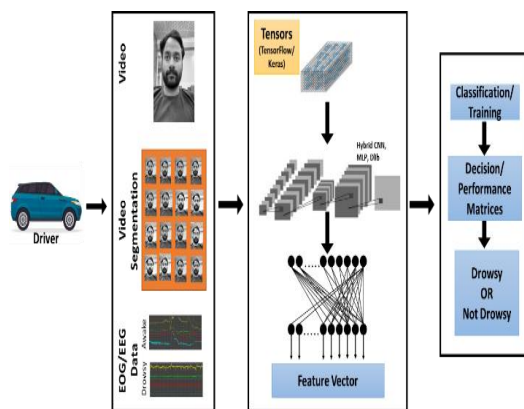 Driver
Video
Video
Segmentation
EOG/EEG
Data
Awake
Drowsy
Tensors
(TensorFlow/
Keras)
Hybrid CNN,
MLP, Dlib
Feature Vector
Classification/
Training
Decision/
Performance
Matrices
Drowsy
OR
Not Drowsy